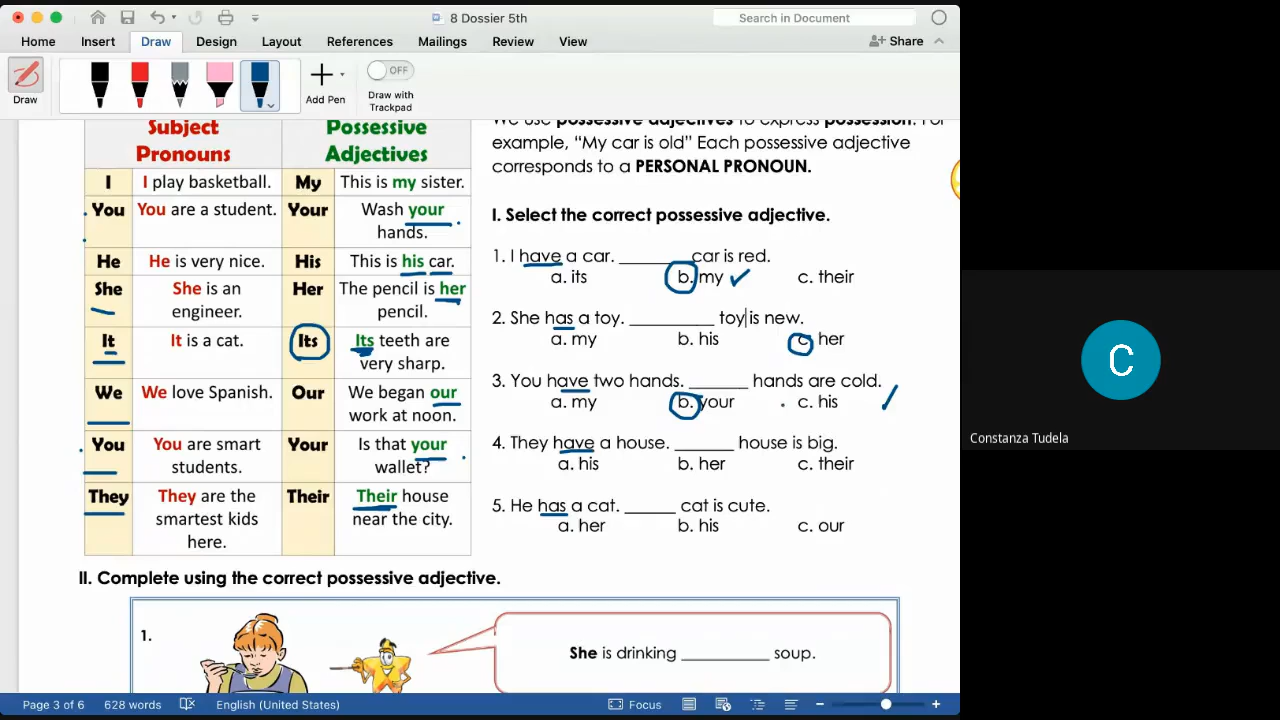 8 Dossier 5th
Search in Document
Home Insert Draw Design Layout References Mailings Review View Share
OFF
Draw
Add Pen
Draw with
Trackpad
Subject
Pronouns
Possessive
Adjectives
I
I play basketball.
My
This is my sister.
You
You are a student.
Your
Wash your
hands.
He
He is very nice.
His
This is his car.
She
She is an
engineer.
Her
The pencil is her
pencil.
It
It is a cat.
Its
Its teeth are
very sharp.
We
We love Spanish.
Our
We began our
work at noon.
You
You are smart
students.
Your
Is that your
wallet?
They
They are the
smartest kids
here.
Their
Their house
near the city.
We use possessive adjectives to express possession. For
example, “My car is old” Each possessive adjective
corresponds to a PERSONAL PRONOUN.
I. Select the correct possessive adjective.
1. I have a car. _______ car is red.
a. its b. my c. their
2. She has a toy. __________ toy is new.
a. my b. his c. her
3. You have two hands. _______ hands are cold.
a. my b. your c. his
4. They have a house. _______ house is big.
a. his b. her c. their
5. He has a cat. ______ cat is cute.
a. her b. his c. our
II. Complete using the correct possessive adjective.
1.
She is drinking __________ soup.
Page 3 of 6 628 words English (United States) Focus
C
Constanza Tudela